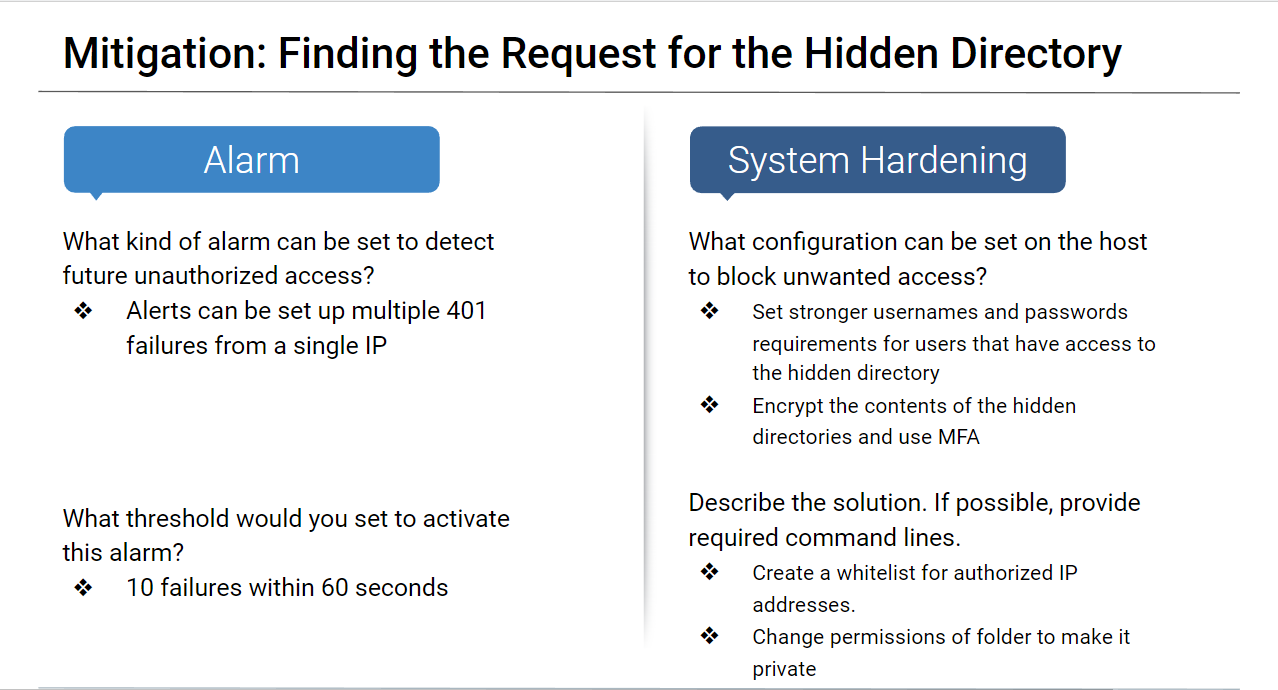 Mitigation: Finding the Request for the Hidden Directory
Alarm
What kind of alarm can be set to detect
future unauthorized access?
❖ Alerts can be set up multiple 401
failures from a single IP
What threshold would you set to activate
this alarm?
❖ 10 failures within 60 seconds
System Hardening
What configuration can be set on the host
to block unwanted access?
❖ Set stronger usernames and passwords
requirements for users that have access to
the hidden directory
❖ Encrypt the contents of the hidden
directories and use MFA
Describe the solution. If possible, provide
required command lines.
❖ Create a whitelist for authorized IP
addresses.
❖ Change permissions of folder to make it
private